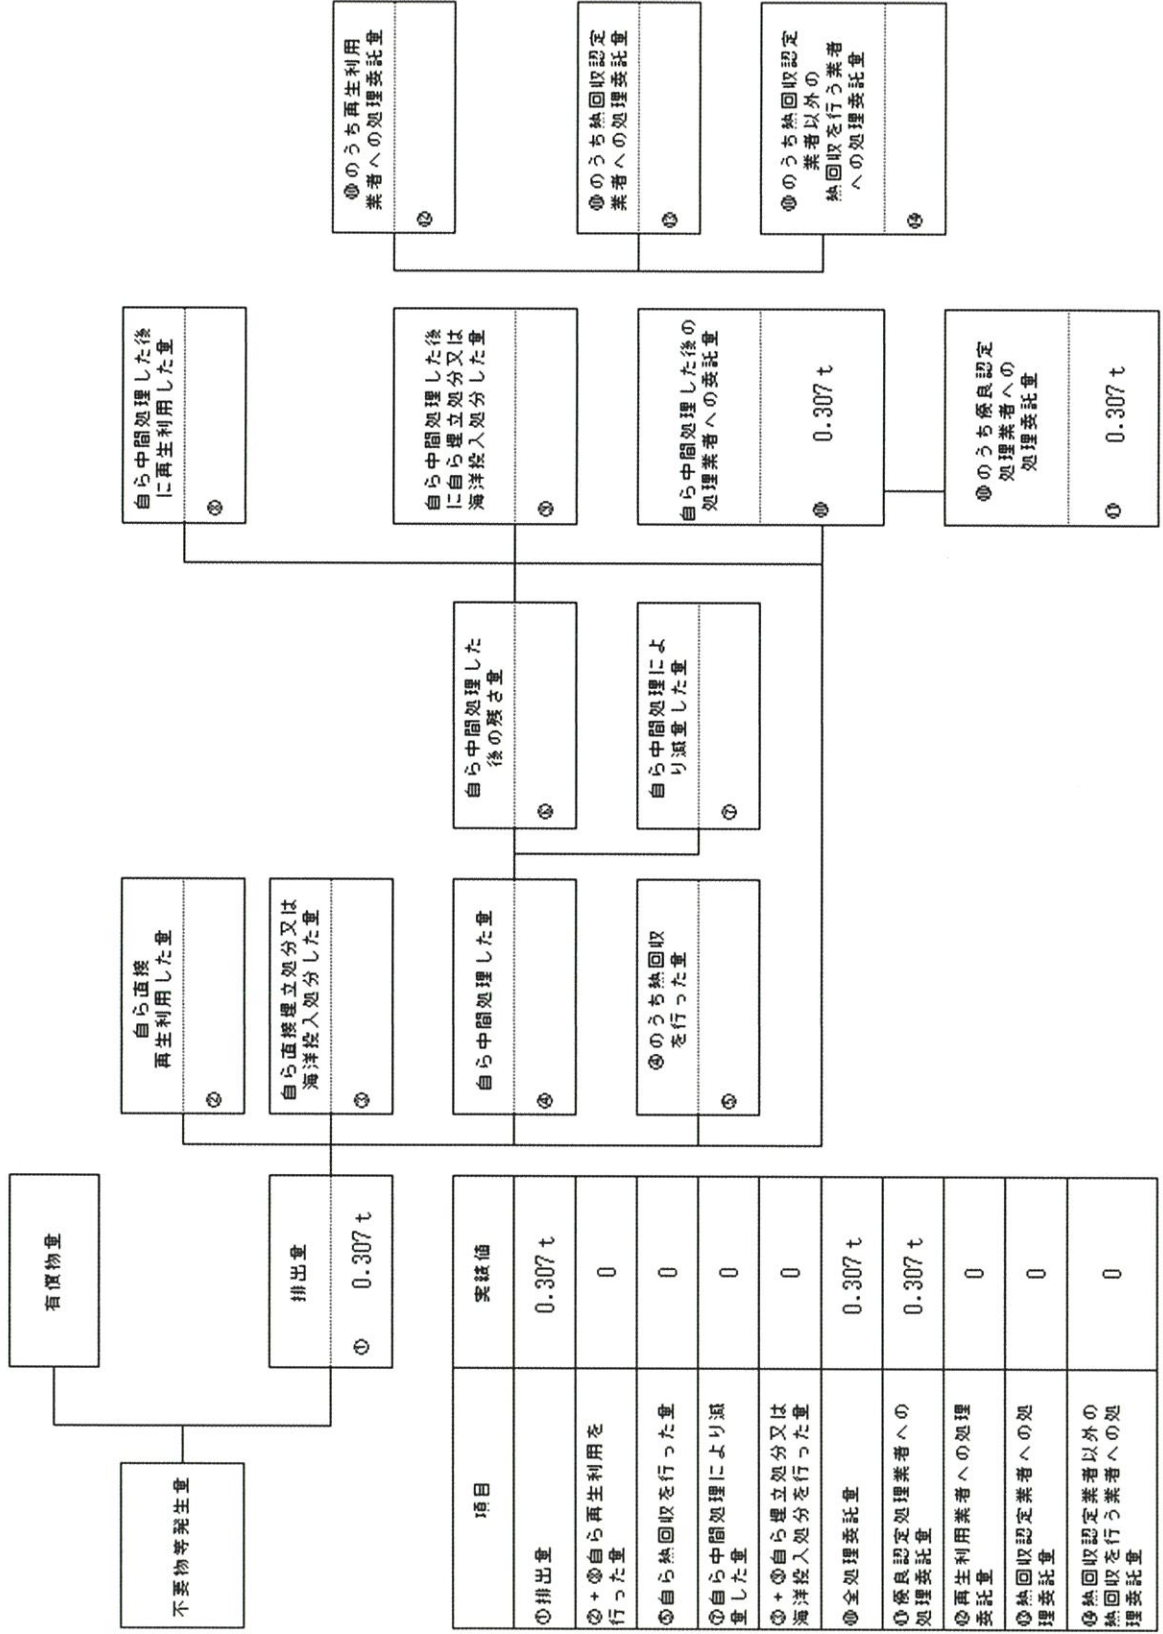 不要物等発生量
有償物量
排出量
① 0.307 t
自ら直接
再生利用した量
②
自ら直接埋立処分又は
海洋投入処分した量
③
自ら中間処理した量
④
④のうち熱回収
を行った量
⑤
自ら中間処理した
後の残さ量
⑥
自ら中間処理によ
り減量した量
⑦
自ら中間処理した後
に再生利用した量
⑧
自ら中間処理した後
に自ら埋立処分又は
海洋投入処分した量
⑨
自ら中間処理した後の
処理業者への委託量
⑩ 0.307 t
⑩のうち優良認定
処理業者への
処理委託量
⑪ 0.307 t
⑩のうち再生利用
業者への処理委託量
⑫
⑩のうち熱回収認定
業者への処理委託量
⑬
⑩のうち熱回収認定
業者以外の
熱回収を行う業者
への処理委託量
⑭
項目 実績値
①排出量 0.307 t
②+⑧自ら再生利用を
行った量 0
⑤自ら熱回収を行った量 0
⑦自ら中間処理により減
量した量 0
③+⑨自ら埋立処分又は
海洋投入処分を行った量 0
⑩全処理委託量 0.307 t
⑪優良認定処理業者への
処理委託量 0.307 t
⑫再生利用業者への処理
委託量 0
⑬熱回収認定業者への処
理委託量 0
⑭熱回収認定業者以外の
熱回収を行う業者への処
理委託量 0